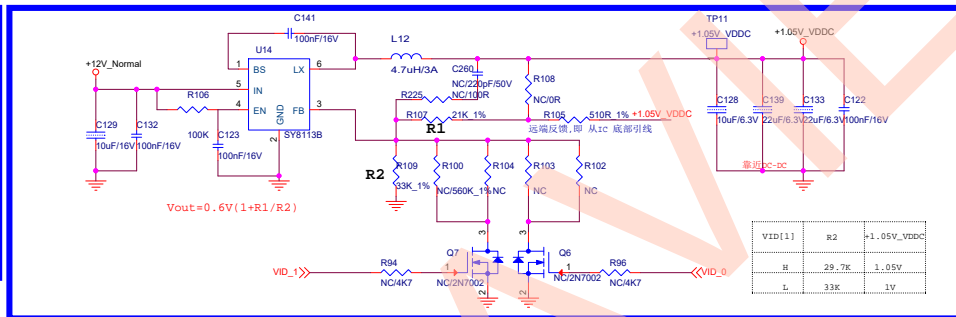 C141
100nF/16V
TP11
+1.05V_VDDC
+1.05V_VDDC
U14
L12
4.7uH/3A
+12V_Normal
1
BS
LX
6
5
IN
4
EN
FB
3
GND
2
SY8113B
R106
100K
C129
10uF/16V
C132
100nF/16V
C123
100nF/16V
C260
NC/220pF/50V
R225
NC/100R
R108
NC/0R
R107
21K_1%
R1
R105
510R_1%
+1.05V_VDDC
远端反馈,即 从IC 底部引线
C128
10uF/6.3V
C139
22uF/6.3V
C133
22uF/6.3V
C122
100nF/16V
靠近DC-DC
R2
R109
33K_1%
R100
NC/560K_1%
R104
NC
R103
NC
R102
NC
Vout=0.6V(1+R1/R2)
VID_1
R94
NC/4K7
1
Q7
NC/2N7002
3
2
3
2
Q6
NC/2N7002
1
R96
NC/4K7
VID_0
VID[1] R2 +1.05V_VDDC
H 29.7K 1.05V
L 33K 1V